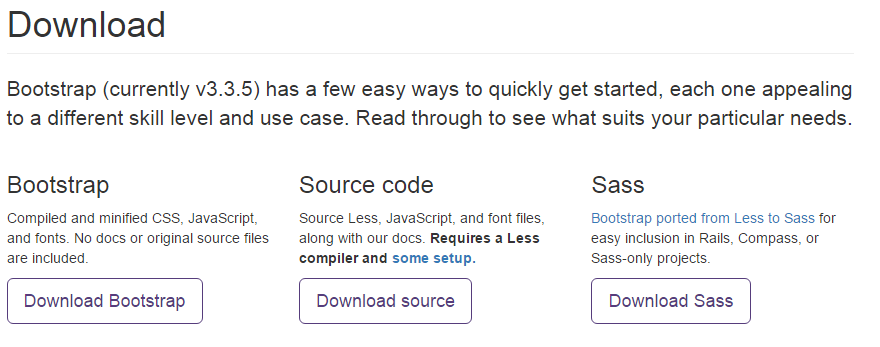 Download
Bootstrap (currently v3.3.5) has a few easy ways to quickly get started, each one appealing
to a different skill level and use case. Read through to see what suits your particular needs.
Bootstrap
Compiled and minified CSS, JavaScript,
and fonts. No docs or original source files
are included.
Download Bootstrap
Source code
Source Less, JavaScript, and font files,
along with our docs. Requires a Less
compiler and some setup.
Download source
Sass
Bootstrap ported from Less to Sass for
easy inclusion in Rails, Compass, or
Sass-only projects.
Download Sass